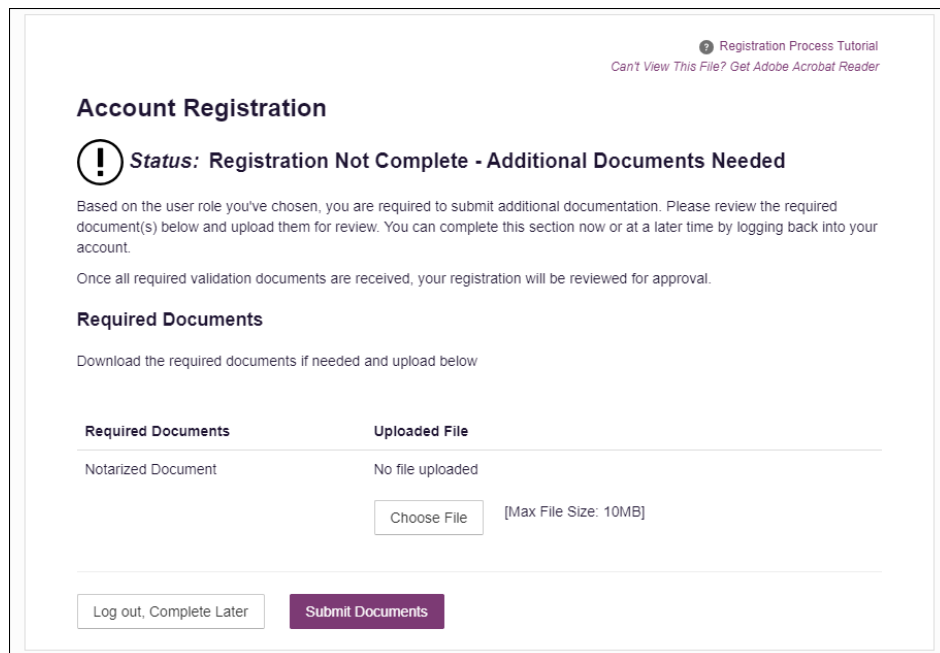 Registration Process Tutorial
Can't View This File? Get Adobe Acrobat Reader
Account Registration
Status: Registration Not Complete - Additional Documents Needed
Based on the user role you've chosen, you are required to submit additional documentation. Please review the required
document(s) below and upload them for review. You can complete this section now or at a later time by logging back into your
account.
Once all required validation documents are received, your registration will be reviewed for approval.
Required Documents
Download the required documents if needed and upload below
Required Documents Uploaded File
Notarized Document No file uploaded
Choose File [Max File Size: 10MB]
Log out, Complete Later Submit Documents